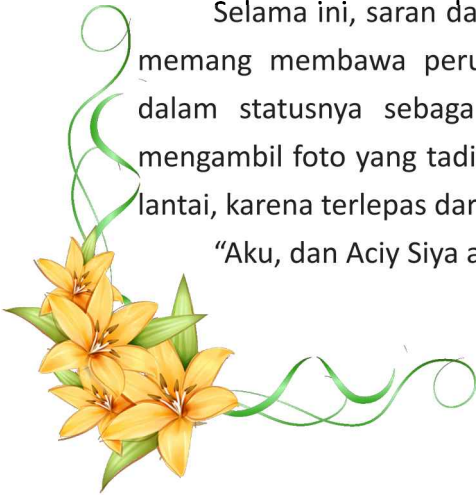 Selama ini, saran da
memang membawa peru
dalam statusnya sebaga
mengambil foto yang tadi
lantai, karena terlepas dar
“Aku, dan Aciy Siya a